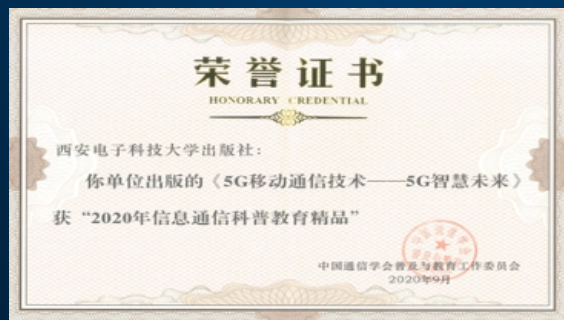 荣誉证书
HONORARY CREDENTIAL
西安电子科技大学出版社：
你单位出版的《5G移动通信技术——5G智慧未来》
获“2020年信息通信科普教育精品”
中国通信学会普及与教育工作委员会
2020年9月